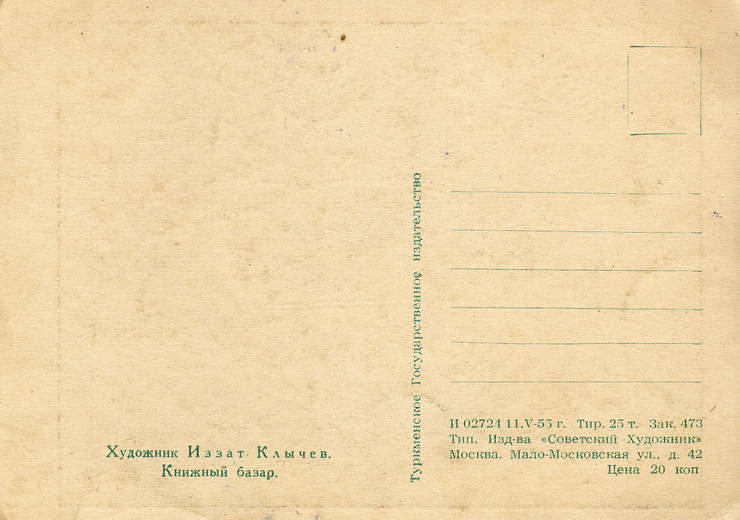 Художник Иззат Клычев.
Книжный базар.
Туркменское Государственное издательство
И 02724 11.V-55 г. Тир. 25 т. Зак. 473
Тип. Изд-ва «Советский Художник»
Москва, Мало-Московская ул., д. 42
Цена 20 коп.